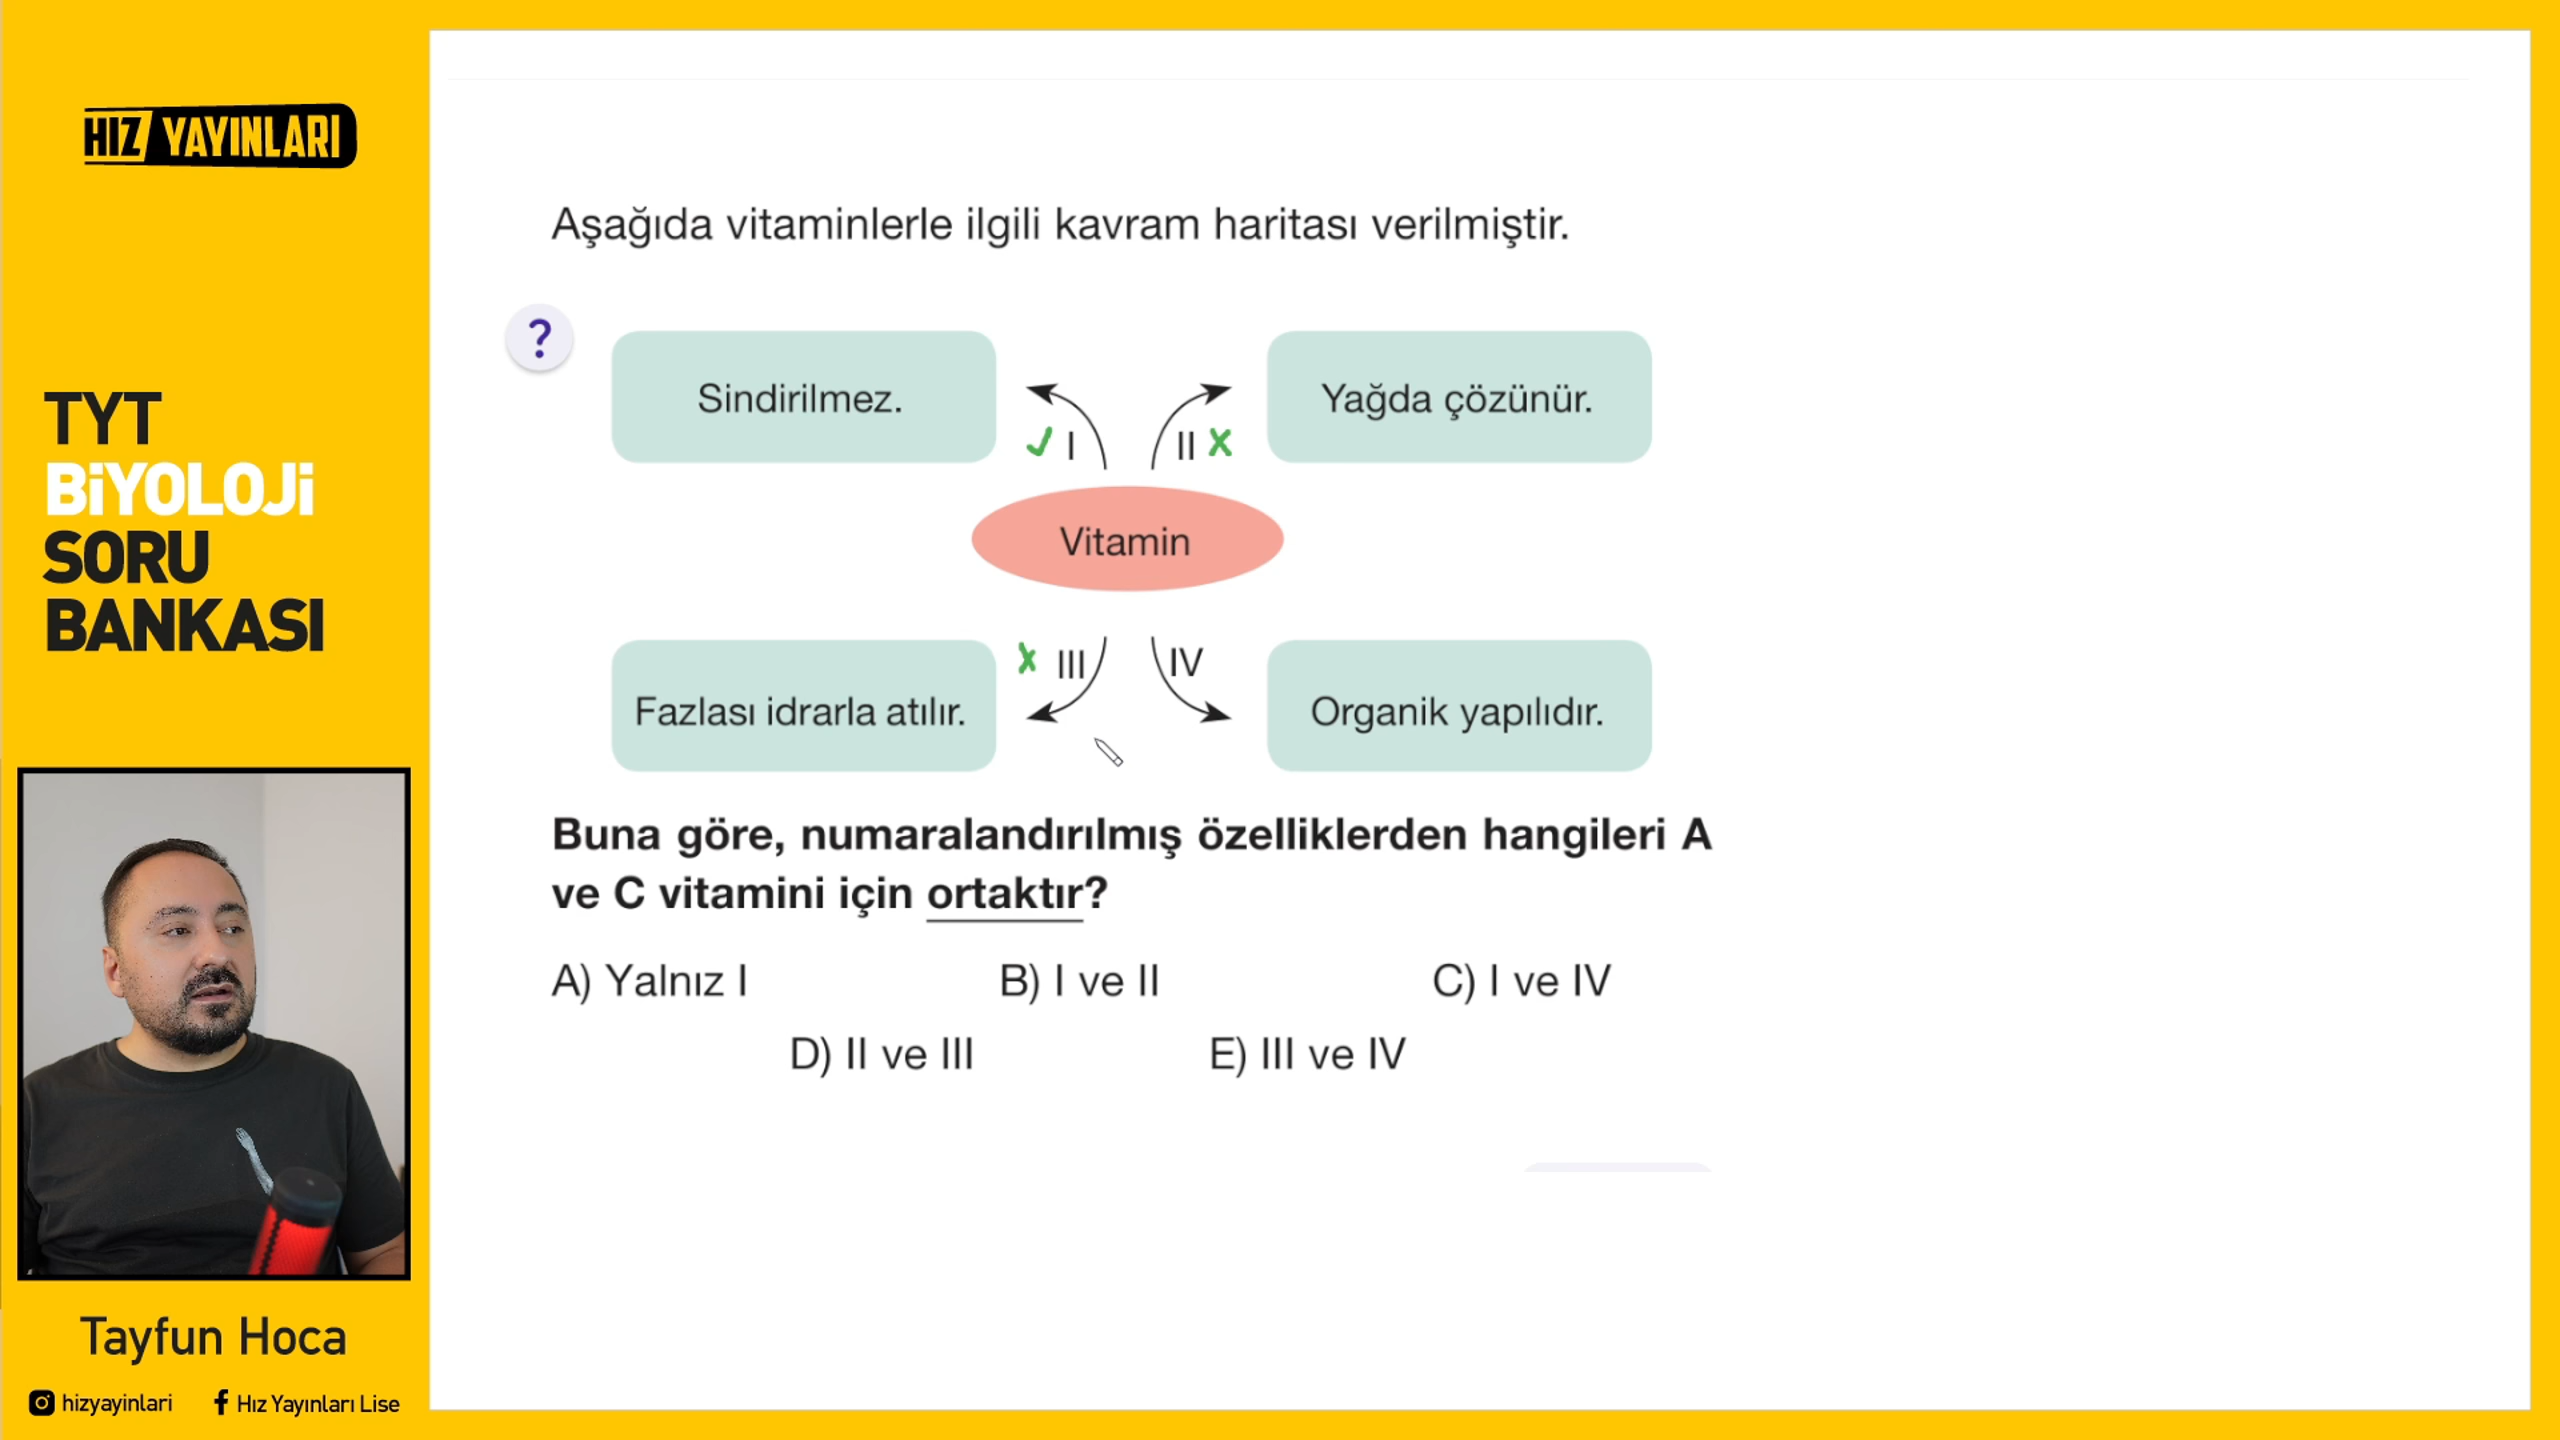 HIZ YAYINLARI
TYT
BiYOLOJi
SORU
BANKASI
Tayfun Hoca
hizyayinlari
Hız Yayınları Lise
Aşağıda vitaminlerle ilgili kavram haritası verilmiştir.
?
Sindirilmez.
I
II
Yağda çözünür.
Vitamin
Fazlası idrarla atılır.
III
IV
Organik yapılıdır.
Buna göre, numaralandırılmış özelliklerden hangileri A
ve C vitamini için ortaktır?
A) Yalnız I
B) I ve II
C) I ve IV
D) II ve III
E) III ve IV